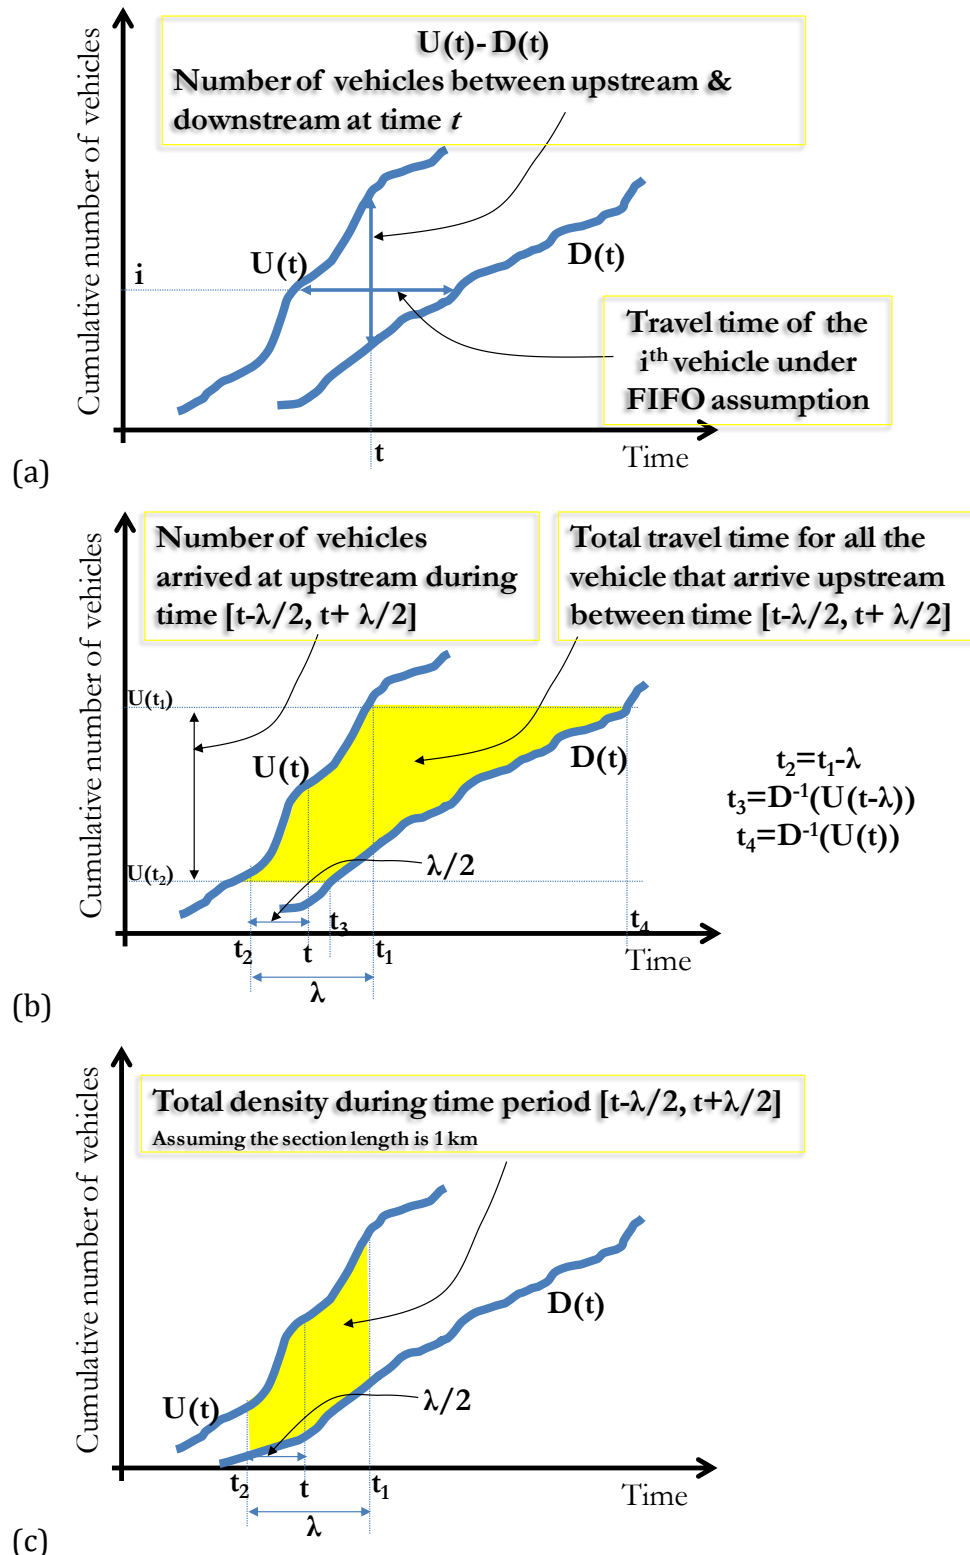 U(t)- D(t)
Number of vehicles between upstream &
downstream at time t
Cumulative number of vehicles
U(t)
D(t)
i
Travel time of the
ith vehicle under
FIFO assumption
t
Time
(a)
Number of vehicles
arrived at upstream during
time [t-λ/2, t+ λ/2]
Total travel time for all the
vehicle that arrive upstream
between time [t-λ/2, t+ λ/2]
Cumulative number of vehicles
U(t1)
U(t)
D(t)
t2=t1-λ
t3=D-1(U(t-λ))
t4=D-1(U(t))
U(t2)
λ/2
t3
t4
t2
t
t1
Time
λ
(b)
Total density during time period [t-λ/2, t+λ/2]
Assuming the section length is 1 km
Cumulative number of vehicles
D(t)
U(t)
λ/2
t2
t
t1
Time
λ
(c)